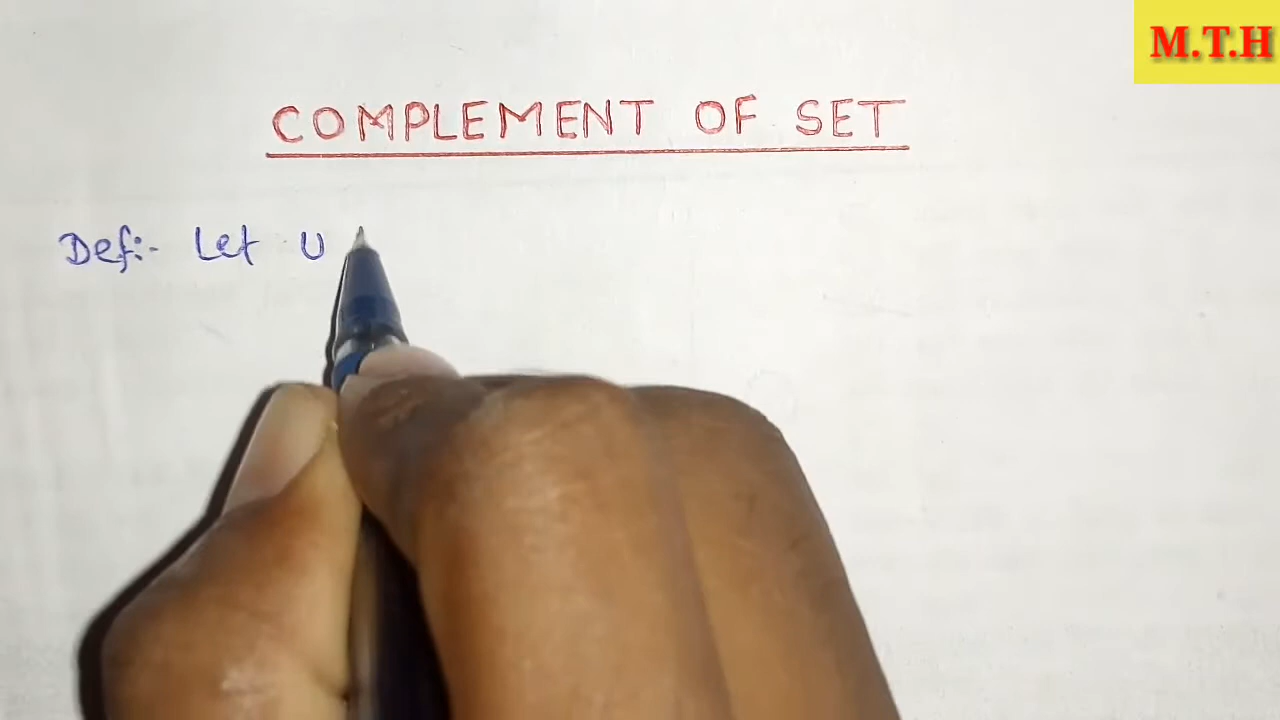 M.T.H
COMPLEMENT OF SET
Def:- Let U